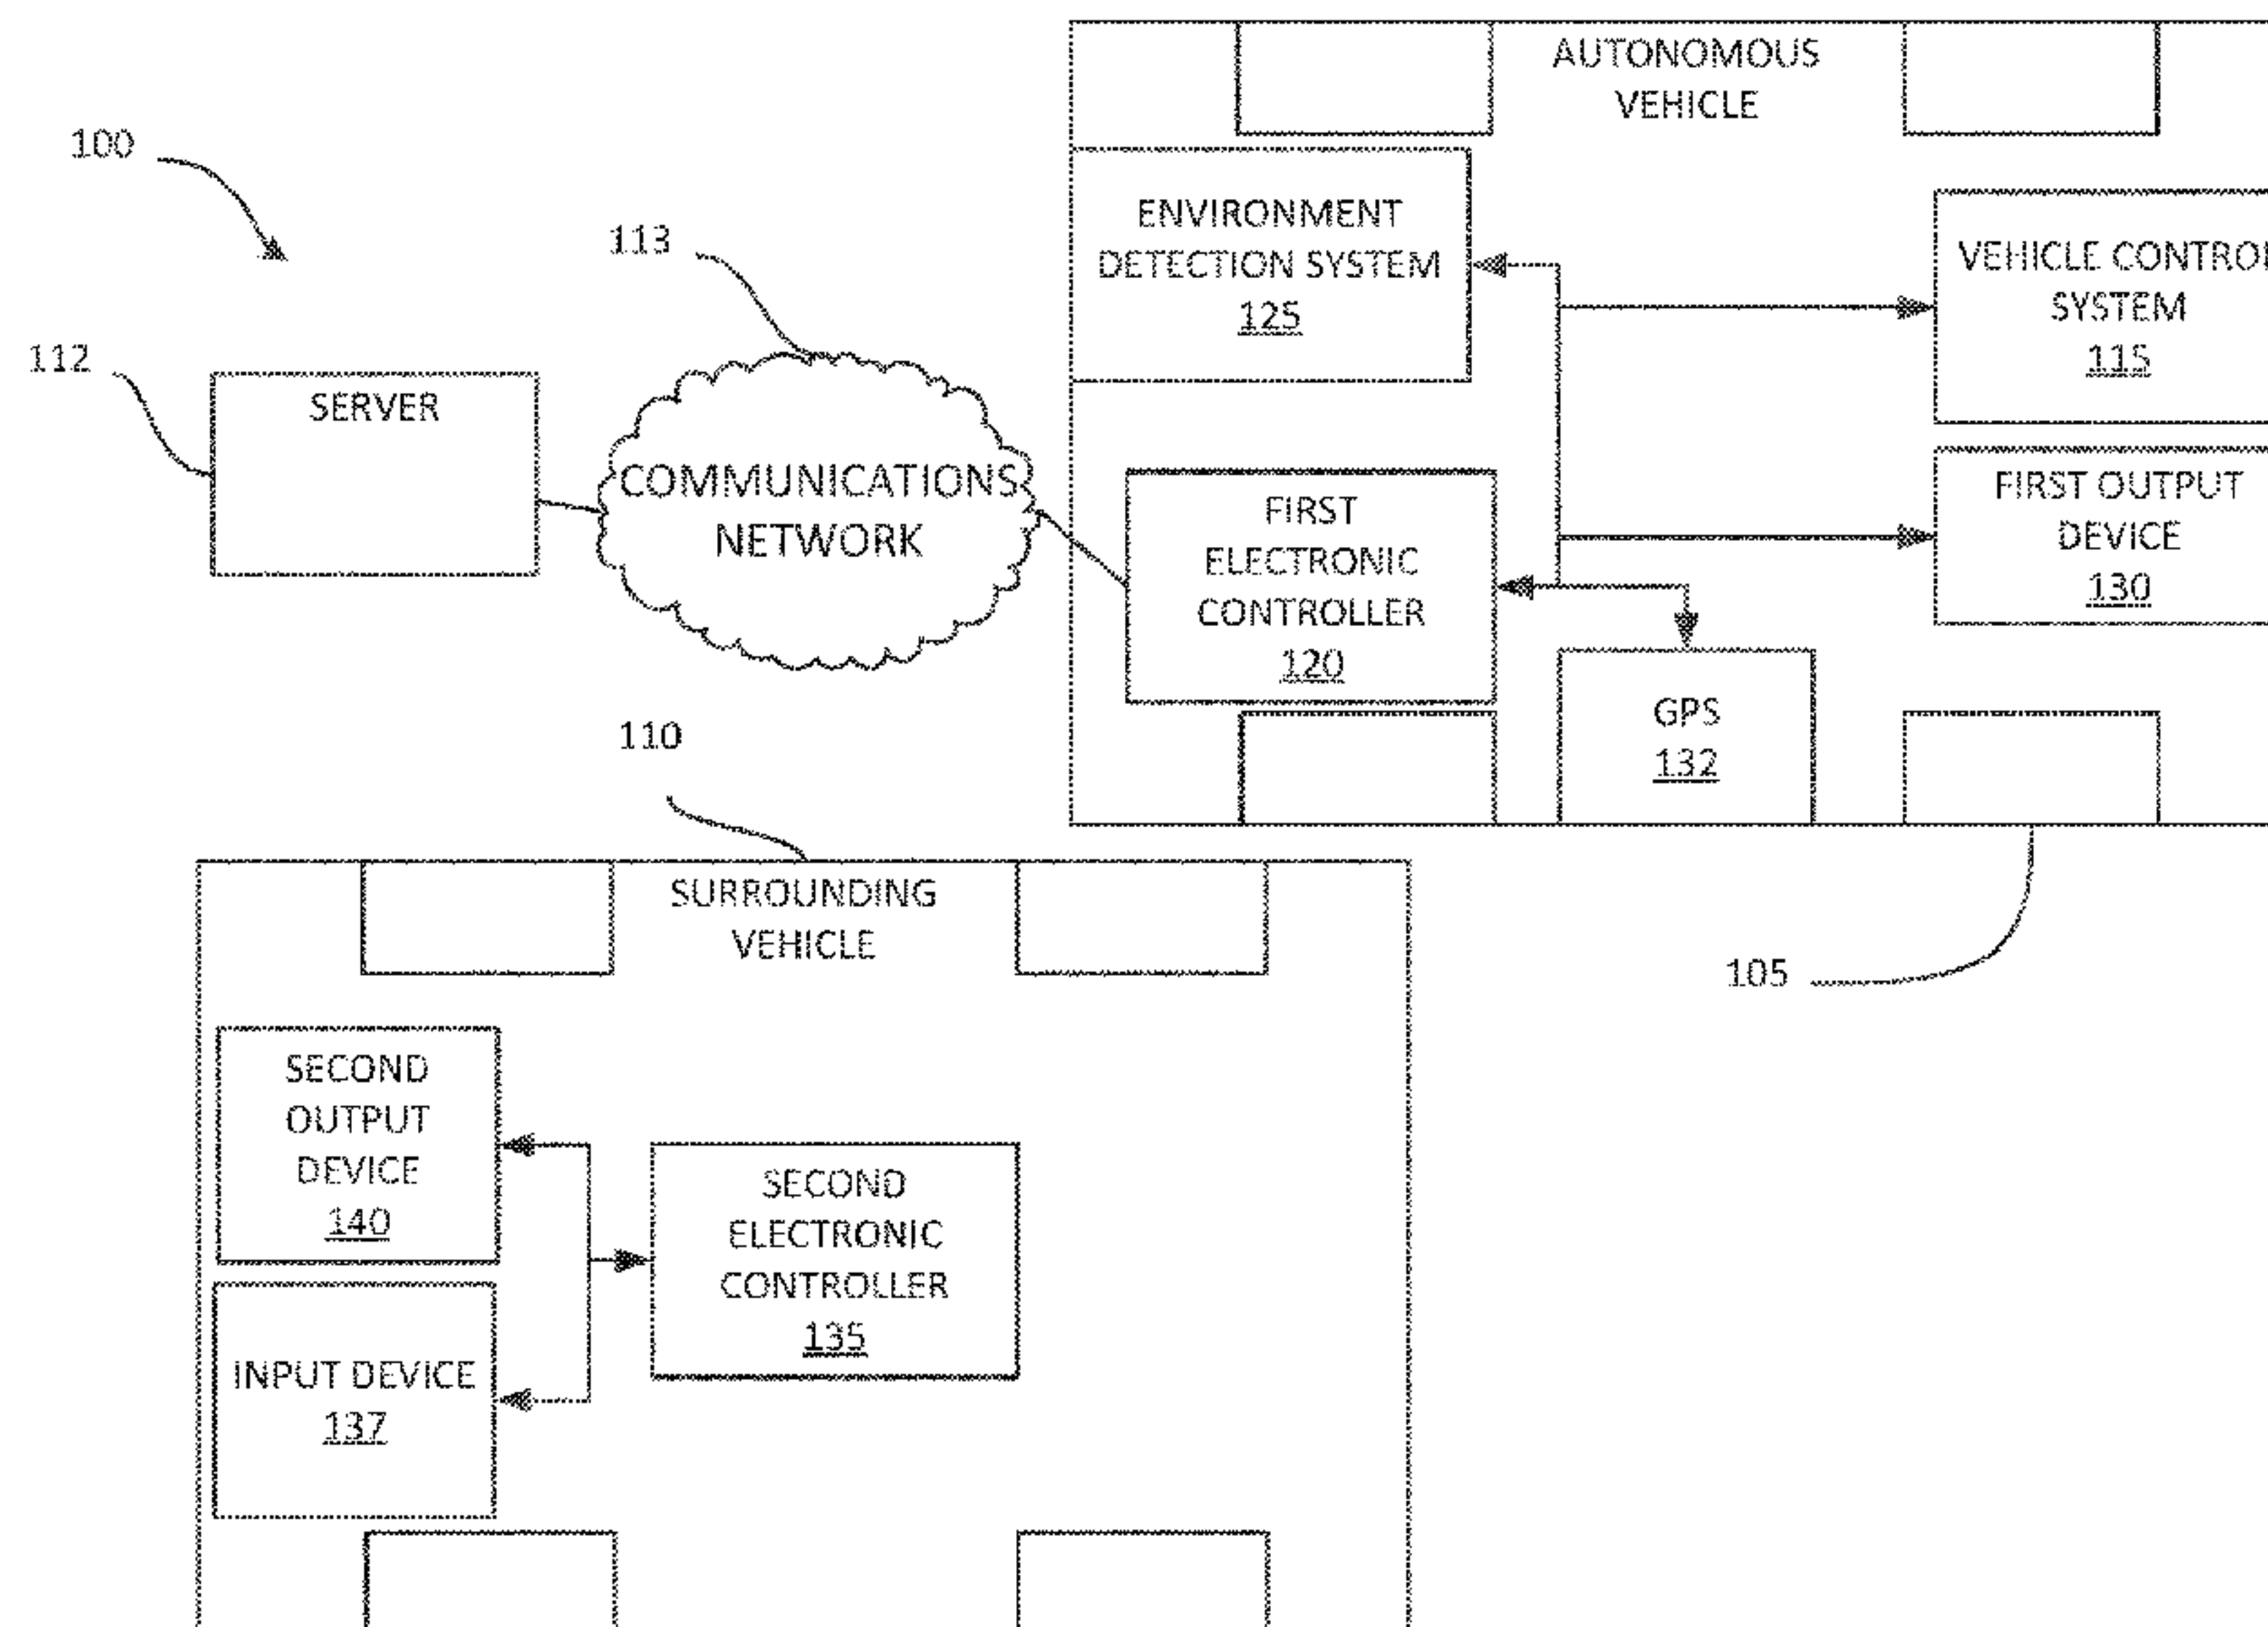 100
113
112
SERVER
COMMUNICATIONS
NETWORK
AUTONOMOUS
VEHICLE
ENVIRONMENT
DETECTION SYSTEM
125
VEHICLE CONTROL
SYSTEM
115
FIRST
ELECTRONIC
CONTROLLER
120
FIRST OUTPUT
DEVICE
130
GPS
132
105
110
SURROUNDING
VEHICLE
SECOND
OUTPUT
DEVICE
140
SECOND
ELECTRONIC
CONTROLLER
135
INPUT DEVICE
137